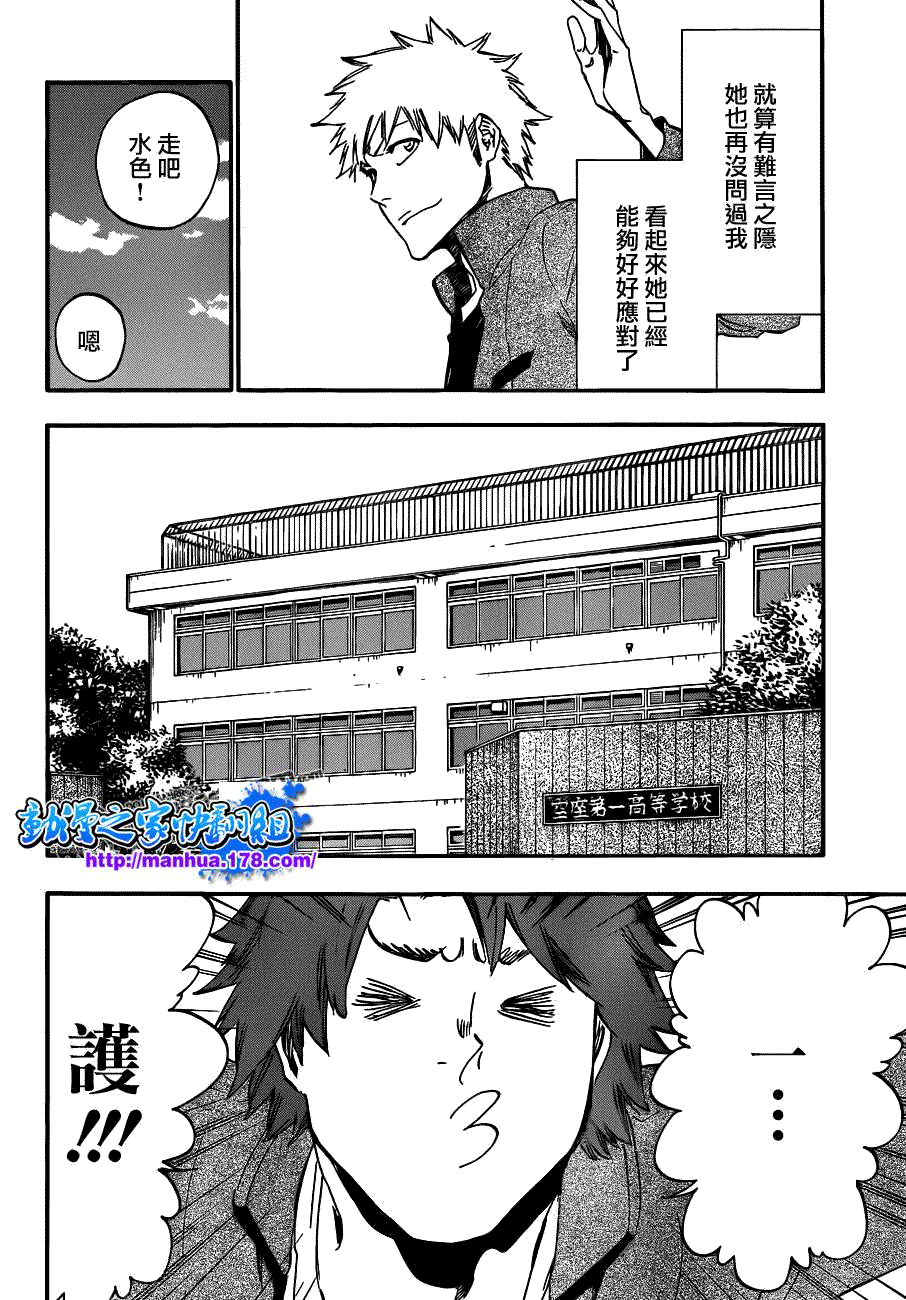 就算有難言之隱
她也再沒問過我
看起來她已經
能夠好好應對了
走吧
水色！
嗯
空座第一高等学校
動漫之家快翻組
http://manhua.178.com/
一…
護!!!